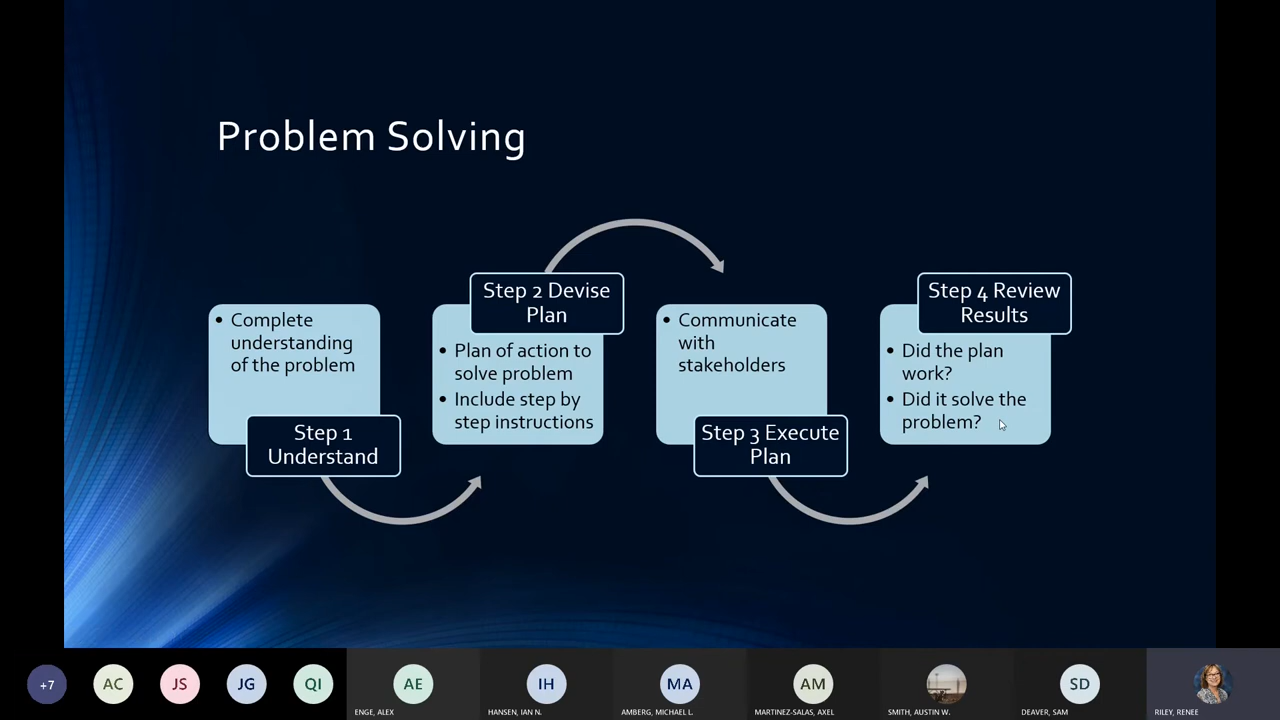 Problem Solving
• Complete
understanding
of the problem
Step 1
Understand
Step 2 Devise
Plan
• Plan of action to
solve problem
• Include step by
step instructions
• Communicate
with
stakeholders
Step 3 Execute
Plan
Step 4 Review
Results
• Did the plan
work?
• Did it solve the
problem?
+7
AC
JS
JG
QI
AE
ENGE, ALEX
IH
HANSEN, IAN N.
MA
AMBERG, MICHAEL L.
AM
MARTINEZ-SALAS, AXEL
SMITH, AUSTIN W.
SD
DEAVER, SAM
RILEY, RENEE